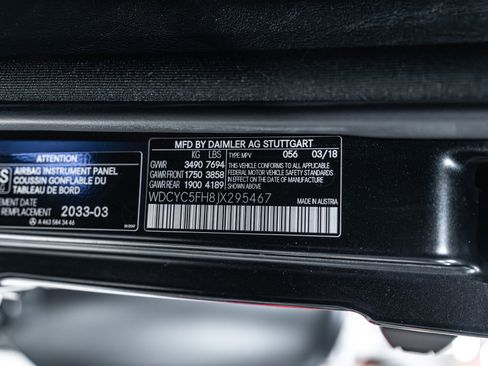 MFD BY DAIMLER AG STUTTGART
KG LBS TYPE: MPV 056 03/18
GVWR 3490 7694 THIS VEHICLE CONFORMS TO ALL APPLICABLE
GAWR FRONT 1750 3858 FEDERAL MOTOR VEHICLE SAFETY STANDARDS
GAWR REAR 1900 4189 IN EFFECT ON THE DATE OF MANUFACTURE SHOWN ABOVE.
WDCYC5FH8JX295467
MADE IN AUSTRIA
S
ATTENTION
AIRBAG INSTRUMENT PANEL
COUSSIN GONFLABLE DU
TABLEAU DE BORD
CEMENT DATE
REMPLACEMENT 2033-03
A 463 584 34 46